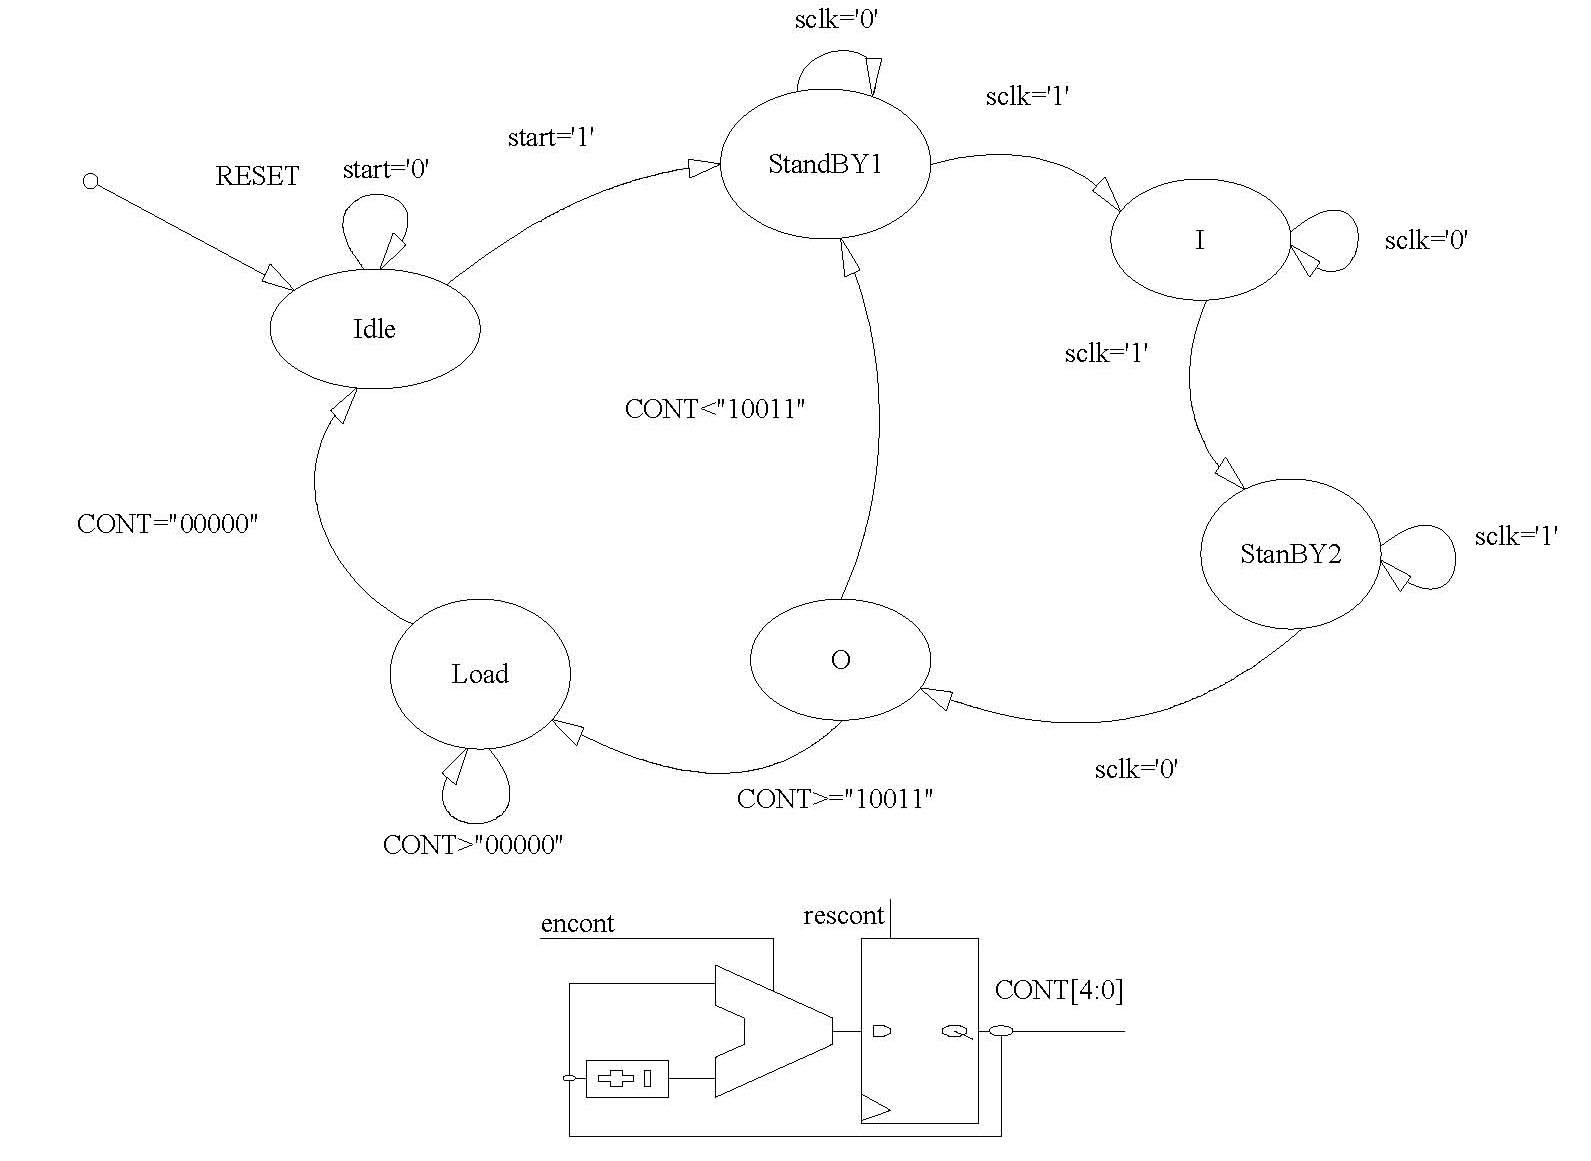 sclk='0'
sclk='1'
start='1'
RESET
start='0'
StandBY1
I
sclk='0'
Idle
sclk='1'
CONT<"10011"
CONT="00000"
StanBY2
sclk='1'
Load
O
sclk='0'
CONT>="10011"
CONT>"00000"
encont
rescont
CONT[4:0]
D
Q
+1